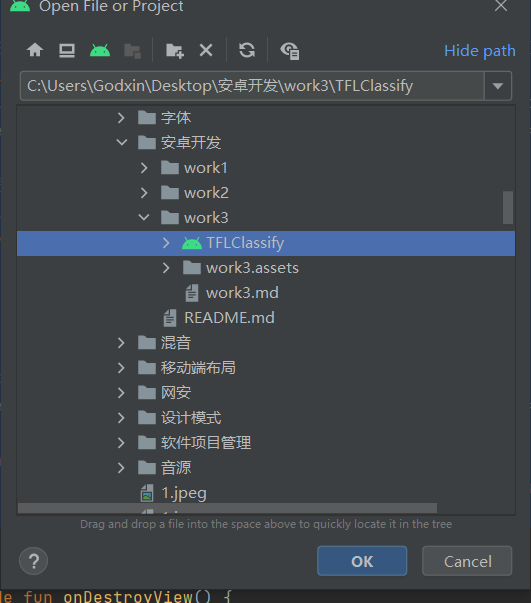 Open File or Project
Hide path
C:\Users\Godxin\Desktop\安卓开发\work3\TFLClassify
字体
安卓开发
work1
work2
work3
TFLClassify
work3.assets
work3.md
README.md
混音
移动端布局
网安
设计模式
软件项目管理
音源
1.jpeg
Drag and drop a file into the space above to quickly locate it in the tree
?
OK
Cancel
de fun onDestroyView() {